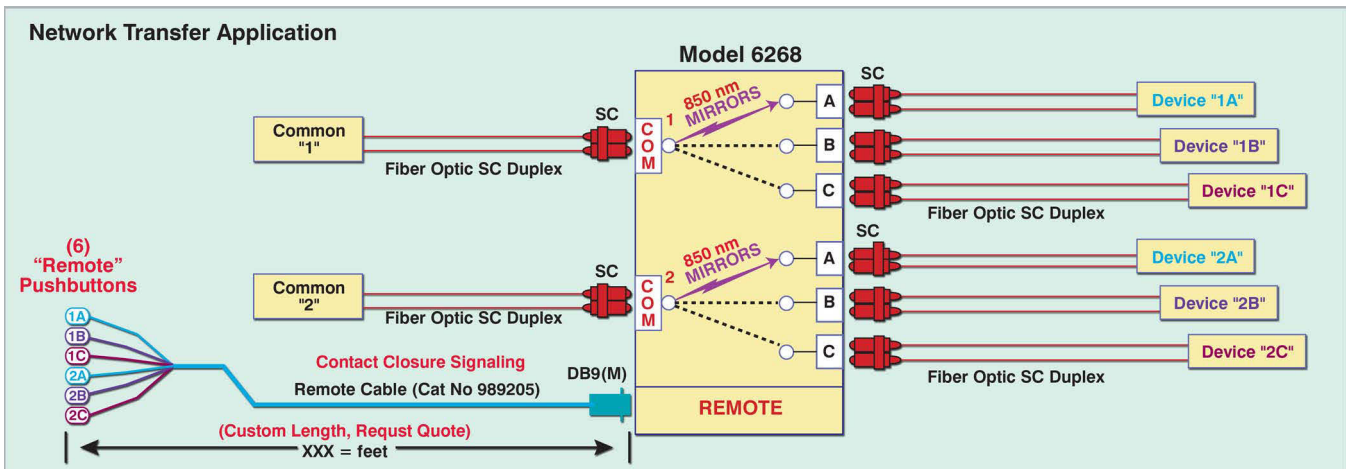 Network Transfer Application
Model 6268
Common
"1"
SC
Fiber Optic SC Duplex
COM
1
850 nm
MIRRORS
A
B
C
SC
Device "1A"
Device "1B"
Device "1C"
Fiber Optic SC Duplex
Common
"2"
SC
Fiber Optic SC Duplex
COM
2
850 nm
MIRRORS
A
B
C
SC
Device "2A"
Device "2B"
Device "2C"
Fiber Optic SC Duplex
(6)
“Remote”
Pushbuttons
1A
1B
1C
2A
2B
2C
Contact Closure Signaling
Remote Cable (Cat No 989205)
DB9(M)
REMOTE
(Custom Length, Requst Quote)
XXX = feet